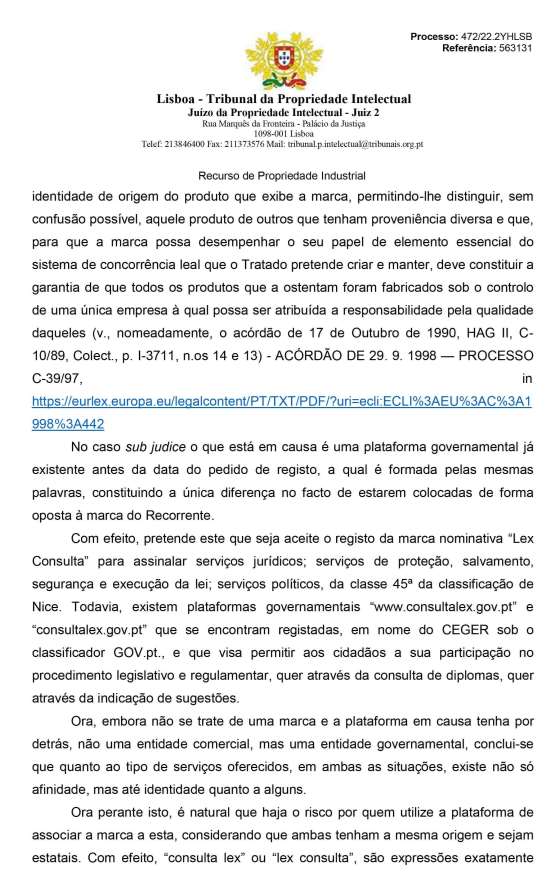 Processo: 472/22.2YHLSB
Referência: 563131
Lisboa - Tribunal da Propriedade Intelectual
Juízo da Propriedade Intelectual - Juiz 2
Rua Marquês da Fronteira - Palácio da Justiça
1098-001 Lisboa
Telef: 213846400 Fax: 211373576 Mail: tribunal.p.intelectual@tribunais.org.pt
Recurso de Propriedade Industrial
identidade de origem do produto que exibe a marca, permitindo-lhe distinguir, sem
confusão possível, aquele produto de outros que tenham proveniência diversa e que,
para que a marca possa desempenhar o seu papel de elemento essencial do
sistema de concorrência leal que o Tratado pretende criar e manter, deve constituir a
garantia de que todos os produtos que a ostentam foram fabricados sob o controlo
de uma única empresa à qual possa ser atribuída a responsabilidade pela qualidade
daqueles (v., nomeadamente, o acórdão de 17 de Outubro de 1990, HAG II, C-
10/89, Colect., p. I-3711, n.os 14 e 13) - ACÓRDÃO DE 29. 9. 1998 — PROCESSO
C-39/97, in
https://eurlex.europa.eu/legalcontent/PT/TXT/PDF/?uri=ecli:ECLI%3AEU%3AC%3A1
998%3A442
No caso sub judice o que está em causa é uma plataforma governamental já
existente antes da data do pedido de registo, a qual é formada pelas mesmas
palavras, constituindo a única diferença no facto de estarem colocadas de forma
oposta à marca do Recorrente.
Com efeito, pretende este que seja aceite o registo da marca nominativa “Lex
Consulta” para assinalar serviços jurídicos; serviços de proteção, salvamento,
segurança e execução da lei; serviços políticos, da classe 45ª da classificação de
Nice. Todavia, existem plataformas governamentais “www.consultalex.gov.pt” e
“consultalex.gov.pt” que se encontram registadas, em nome do CEGER sob o
classificador GOV.pt., e que visa permitir aos cidadãos a sua participação no
procedimento legislativo e regulamentar, quer através da consulta de diplomas, quer
através da indicação de sugestões.
Ora, embora não se trate de uma marca e a plataforma em causa tenha por
detrás, não uma entidade comercial, mas uma entidade governamental, conclui-se
que quanto ao tipo de serviços oferecidos, em ambas as situações, existe não só
afinidade, mas até identidade quanto a alguns.
Ora perante isto, é natural que haja o risco por quem utilize a plataforma de
associar a marca a esta, considerando que ambas tenham a mesma origem e sejam
estatais. Com efeito, “consulta lex” ou “lex consulta”, são expressões exatamente